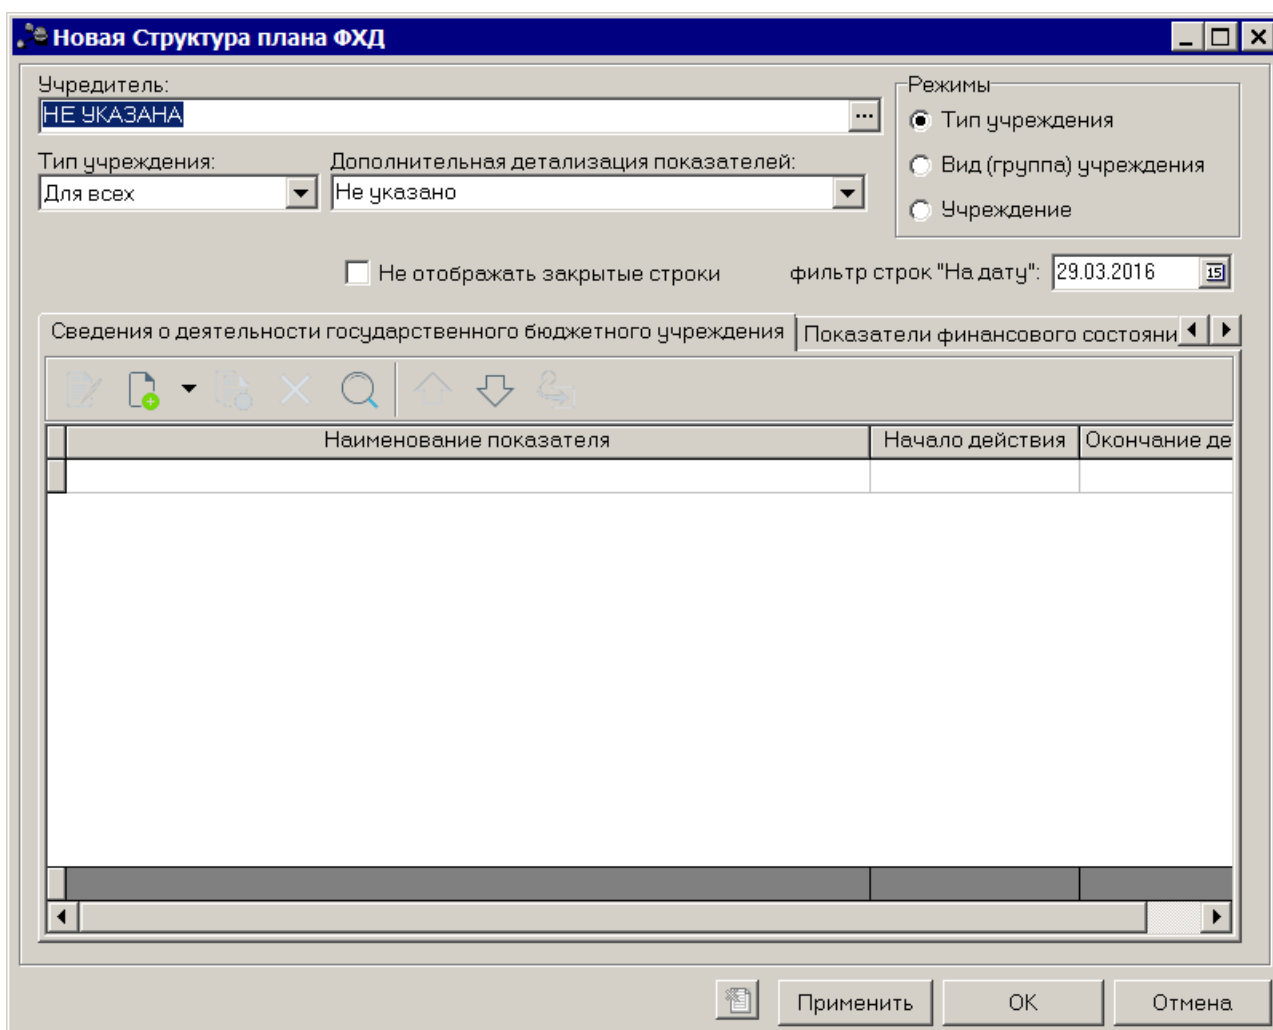 Новая Структура плана ФХД
Учредитель:
НЕ УКАЗАНА
...
Режимы
Тип учреждения
Вид (группа) учреждения
Учреждение
Тип учреждения:
Дополнительная детализация показателей:
Для всех
Не указано
Не отображать закрытые строки
фильтр строк "На дату":
29.03.2016
15
Сведения о деятельности государственного бюджетного учреждения
Показатели финансового состояни
Наименование показателя
Начало действия
Окончание де
Применить
ОК
Отмена